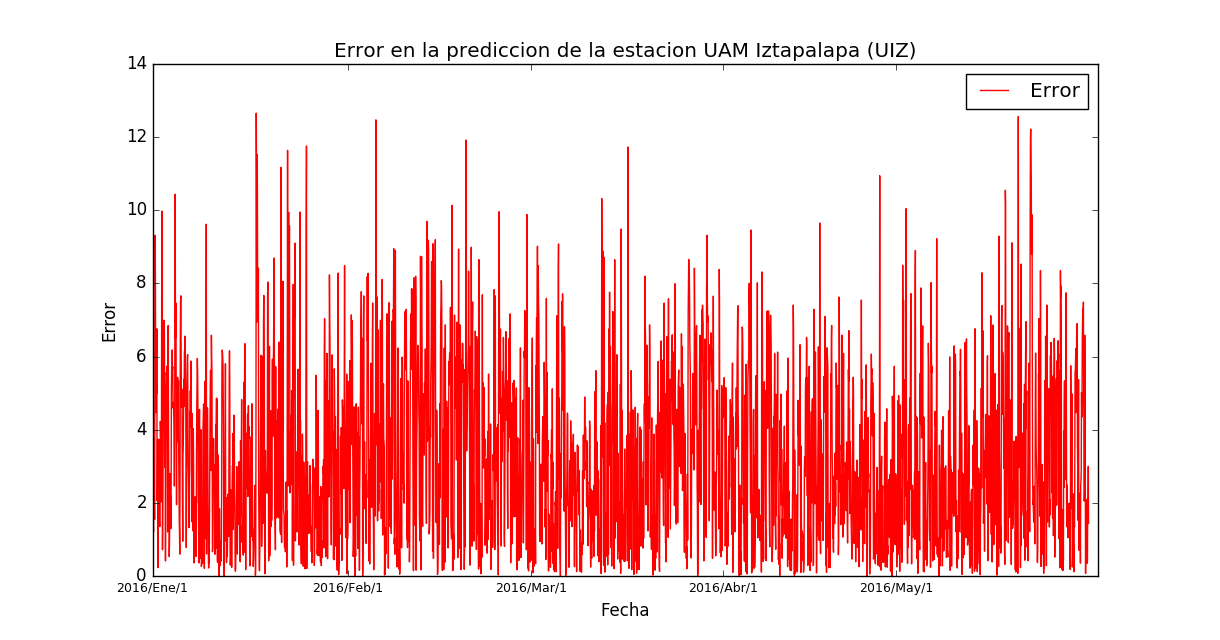 Error en la prediccion de la estacion UAM Iztapalapa (UIZ)
14
Error
12
10
8
6
4
2
0
Error
2016/Ene/1
2016/Feb/1
2016/Mar/1
2016/Abr/1
2016/May/1
Fecha